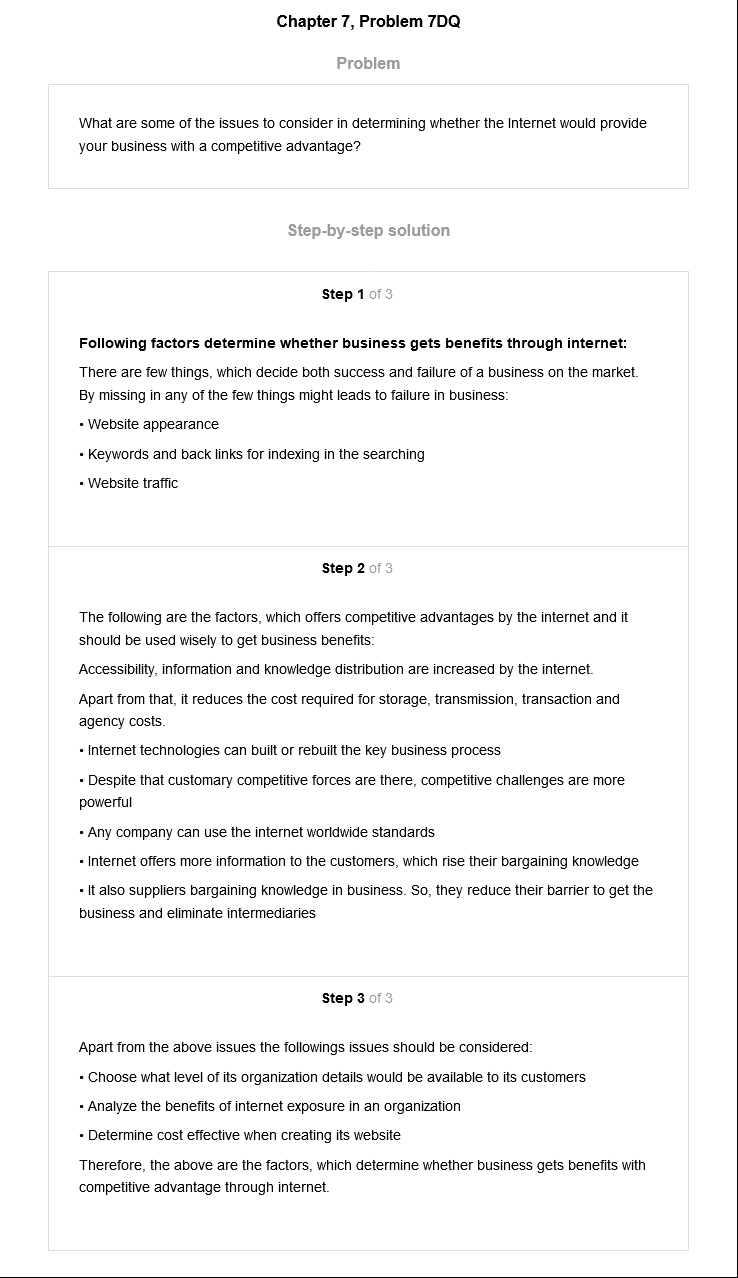 Chapter 7, Problem 7DQ
Problem
What are some of the issues to consider in determining whether the Internet would provide
your business with a competitive advantage?
Step-by-step solution
Step 1 of 3
Following factors determine whether business gets benefits through internet:
There are few things, which decide both success and failure of a business on the market.
By missing in any of the few things might leads to failure in business:
• Website appearance
• Keywords and back links for indexing in the searching
• Website traffic
Step 2 of 3
The following are the factors, which offers competitive advantages by the internet and it
should be used wisely to get business benefits:
Accessibility, information and knowledge distribution are increased by the internet.
Apart from that, it reduces the cost required for storage, transmission, transaction and
agency costs.
• Internet technologies can built or rebuilt the key business process
• Despite that customary competitive forces are there, competitive challenges are more
powerful
• Any company can use the internet worldwide standards
• Internet offers more information to the customers, which rise their bargaining knowledge
• It also suppliers bargaining knowledge in business. So, they reduce their barrier to get the
business and eliminate intermediaries
Step 3 of 3
Apart from the above issues the followings issues should be considered:
• Choose what level of its organization details would be available to its customers
• Analyze the benefits of internet exposure in an organization
• Determine cost effective when creating its website
Therefore, the above are the factors, which determine whether business gets benefits with
competitive advantage through internet.